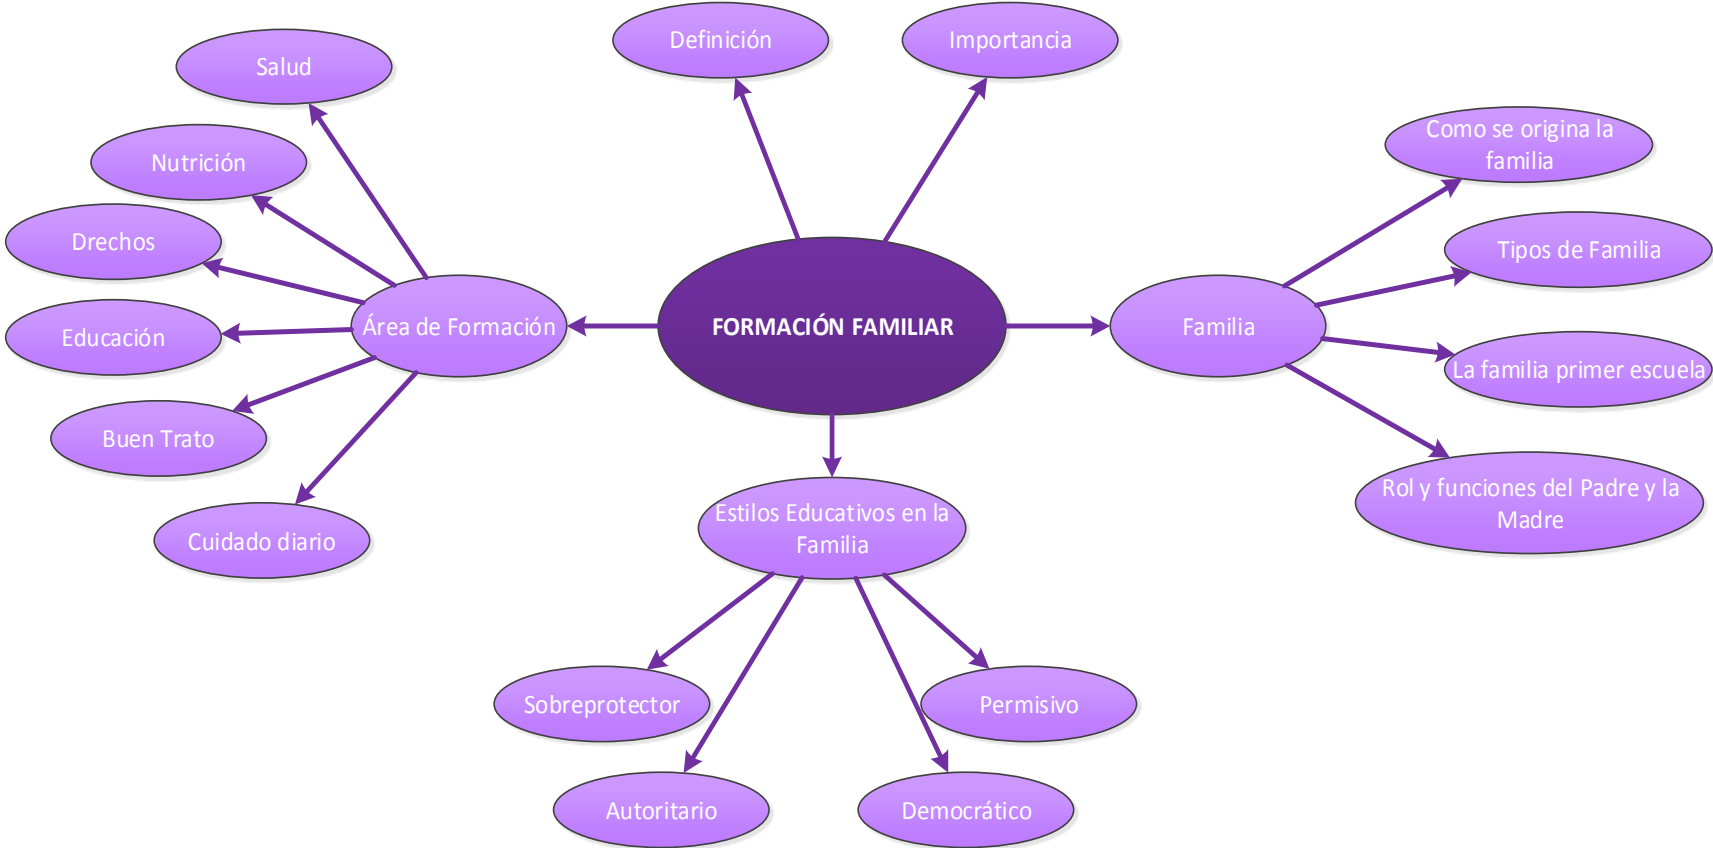 Definición
Importancia
Salud
Nutrición
Drechos
Educación
Buen Trato
Cuidado diario
Área de Formación
FORMACIÓN FAMILIAR
Familia
Como se origina la
familia
Tipos de Familia
La familia primer escuela
Rol y funciones del Padre y la
Madre
Estilos Educativos en la
Familia
Sobreprotector
Permisivo
Autoritario
Democrático